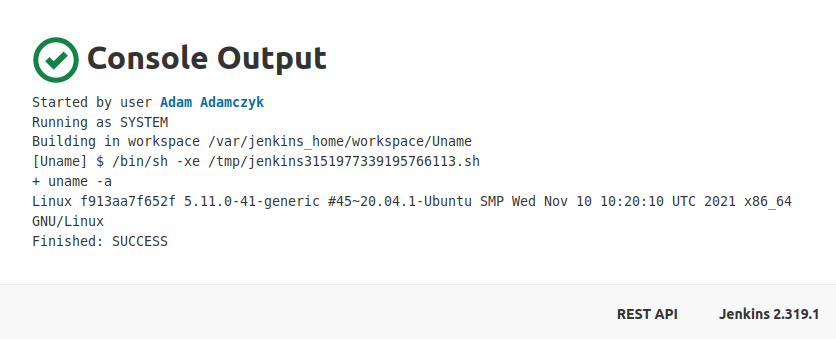 Console Output
Started by user Adam Adamczyk
Running as SYSTEM
Building in workspace /var/jenkins_home/workspace/Uname
[Uname] $ /bin/sh -xe /tmp/jenkins3151977339195766113.sh
+ uname -a
Linux f913aa7f652f 5.11.0-41-generic #45~20.04.1-Ubuntu SMP Wed Nov 10 10:20:10 UTC 2021 x86_64
GNU/Linux
Finished: SUCCESS
REST API Jenkins 2.319.1